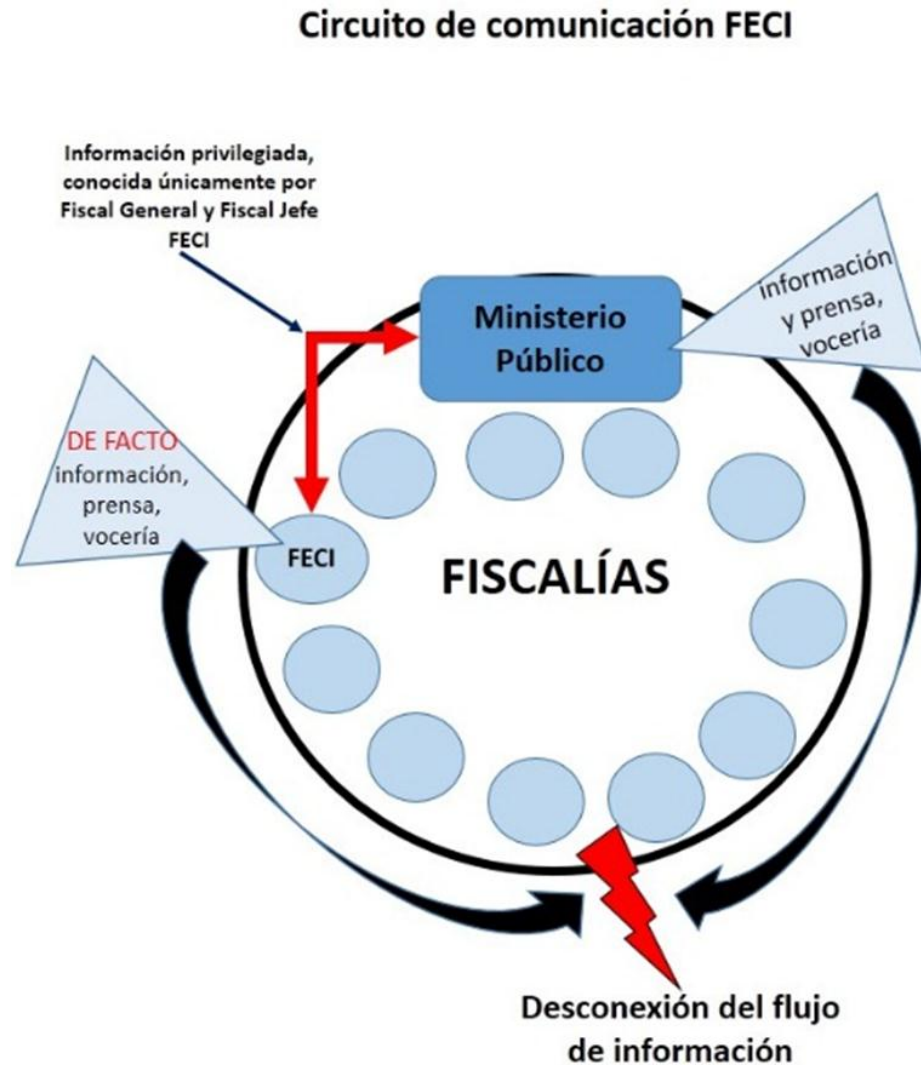 Circuito de comunicación FECI
Información privilegiada,
conocida únicamente por
Fiscal General y Fiscal Jefe
FECI
Ministerio
Público
información
y prensa,
vocería
DE FACTO
información,
prensa,
vocería
FECI
FISCALÍAS
Desconexión del flujo
de información